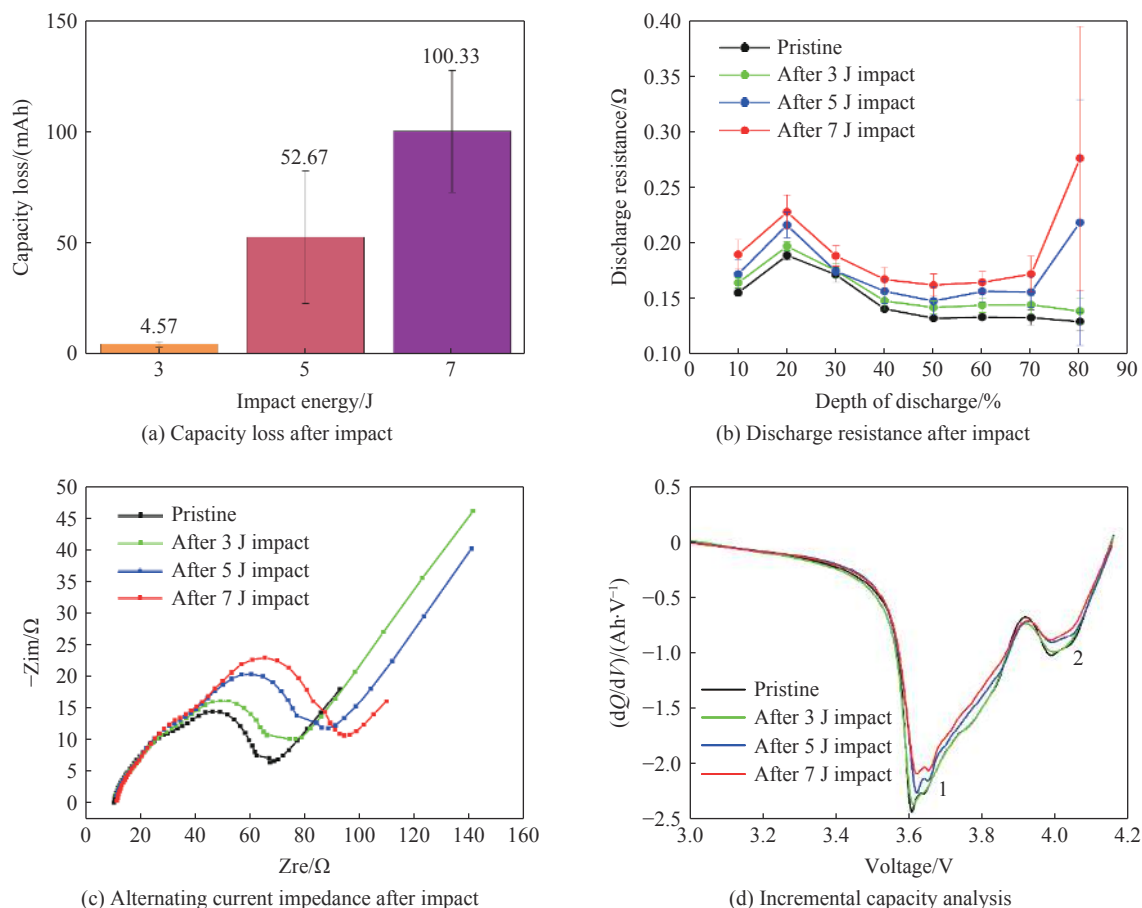 150
100
50
0
Capacity loss/(mAh)
4.57
52.67
100.33
3
5
7
Impact energy/J
(a) Capacity loss after impact
0.40
0.35
0.30
0.25
0.20
0.15
0.10
Discharge resistance/Ω
Pristine
After 3 J impact
After 5 J impact
After 7 J impact
0 10 20 30 40 50 60 70 80 90
Depth of discharge/%
(b) Discharge resistance after impact
50
45
40
35
30
25
20
15
10
5
0
−Zim/Ω
Pristine
After 3 J impact
After 5 J impact
After 7 J impact
0 20 40 60 80 100 120 140 160
Zre/Ω
(c) Alternating current impedance after impact
0.5
0
−0.5
−1.0
−1.5
−2.0
−2.5
(dQ/dV)/(Ah·V⁻¹)
Pristine
After 3 J impact
After 5 J impact
After 7 J impact
1
2
3.0 3.2 3.4 3.6 3.8 4.0 4.2
Voltage/V
(d) Incremental capacity analysis